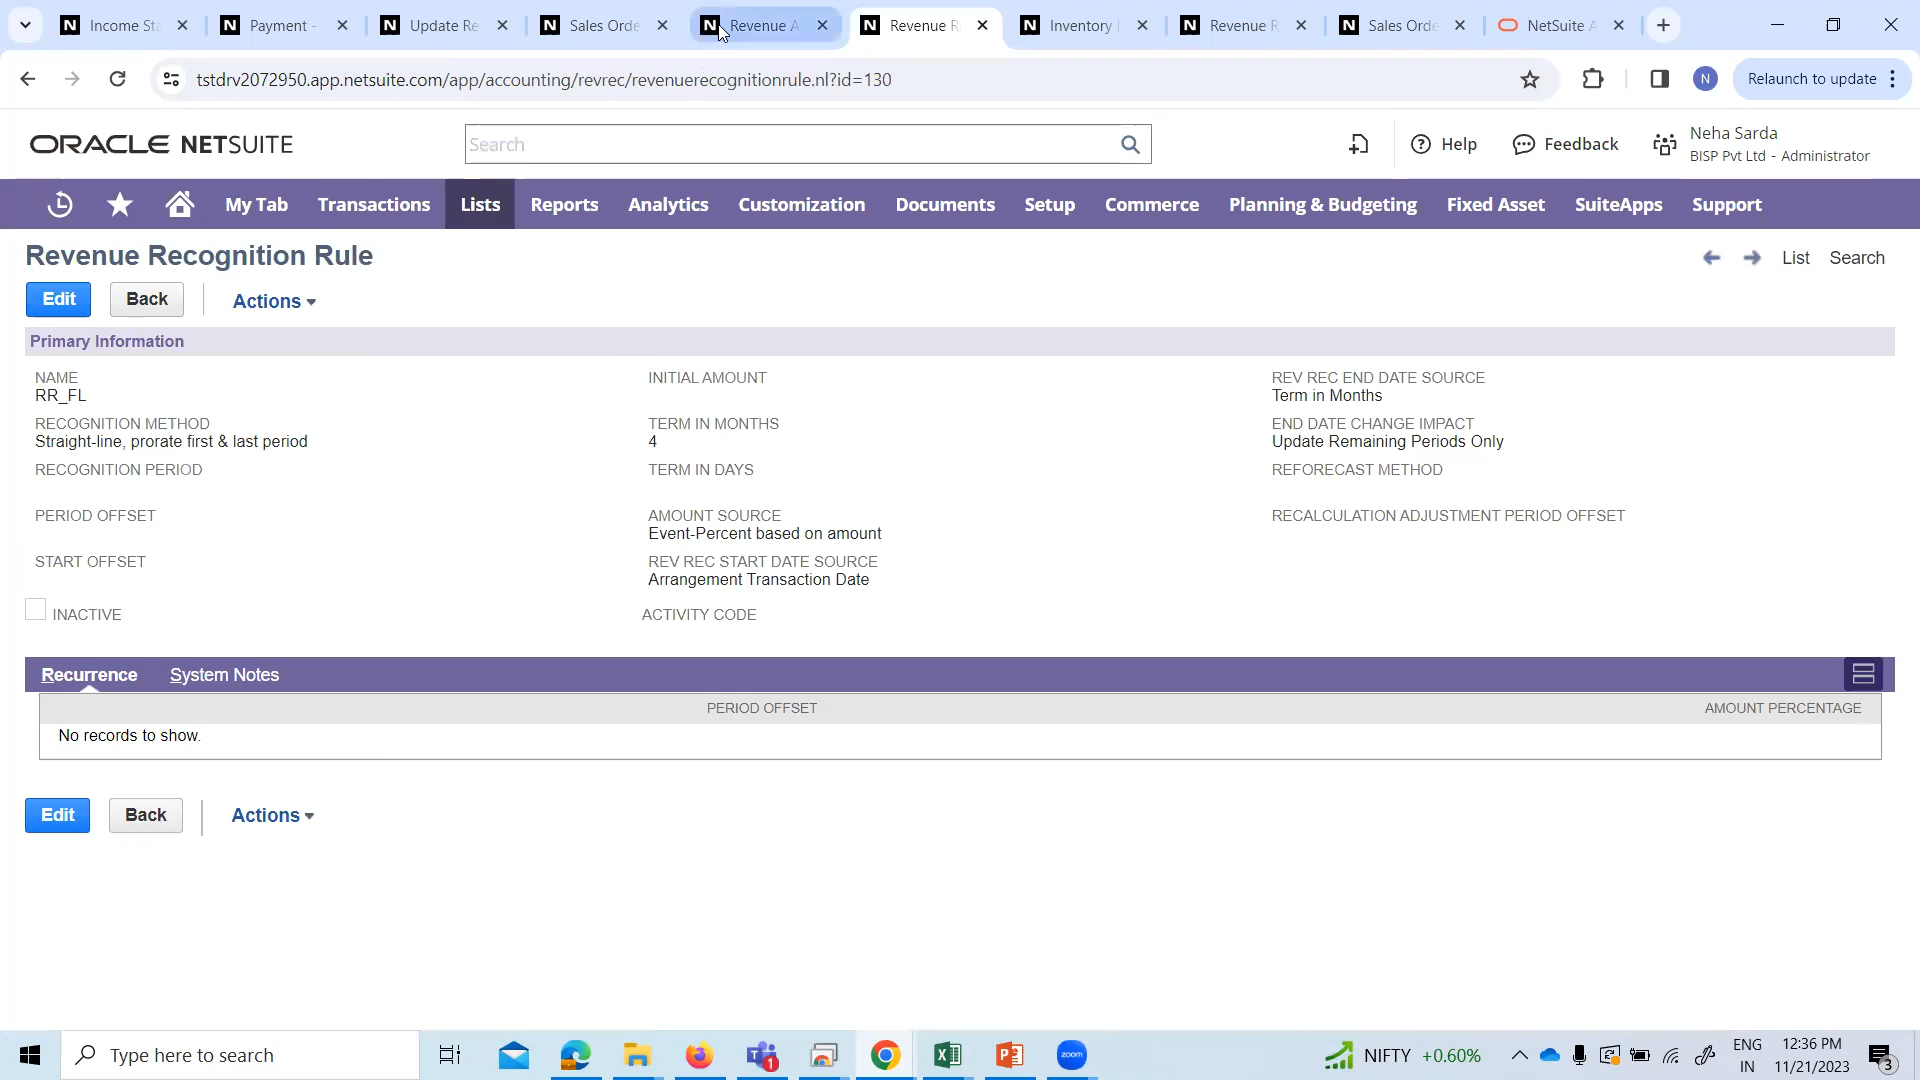 Income Sta
Payment -
Update Re
Sales Orde
Revenue A
Revenue R
Inventory
Revenue R
Sales Orde
NetSuite A
tstdrv2072950.app.netsuite.com/app/accounting/revrec/revenuerecognitionrule.nl?id=130
N
Relaunch to update
ORACLE NETSUITE
Search
Help
Feedback
Neha Sarda
BISP Pvt Ltd - Administrator
My Tab
Transactions
Lists
Reports
Analytics
Customization
Documents
Setup
Commerce
Planning & Budgeting
Fixed Asset
SuiteApps
Support
Revenue Recognition Rule
List
Search
Edit
Back
Actions
Primary Information
NAME
RR_FL
RECOGNITION METHOD
Straight-line, prorate first & last period
RECOGNITION PERIOD
PERIOD OFFSET
START OFFSET
INACTIVE
INITIAL AMOUNT
TERM IN MONTHS
4
TERM IN DAYS
AMOUNT SOURCE
Event-Percent based on amount
REV REC START DATE SOURCE
Arrangement Transaction Date
ACTIVITY CODE
REV REC END DATE SOURCE
Term in Months
END DATE CHANGE IMPACT
Update Remaining Periods Only
REFORECAST METHOD
RECALCULATION ADJUSTMENT PERIOD OFFSET
Recurrence
System Notes
PERIOD OFFSET
AMOUNT PERCENTAGE
No records to show.
Edit
Back
Actions
Type here to search
1
zoom
NIFTY +0.60%
ENG
IN
12:36 PM
11/21/2023
3